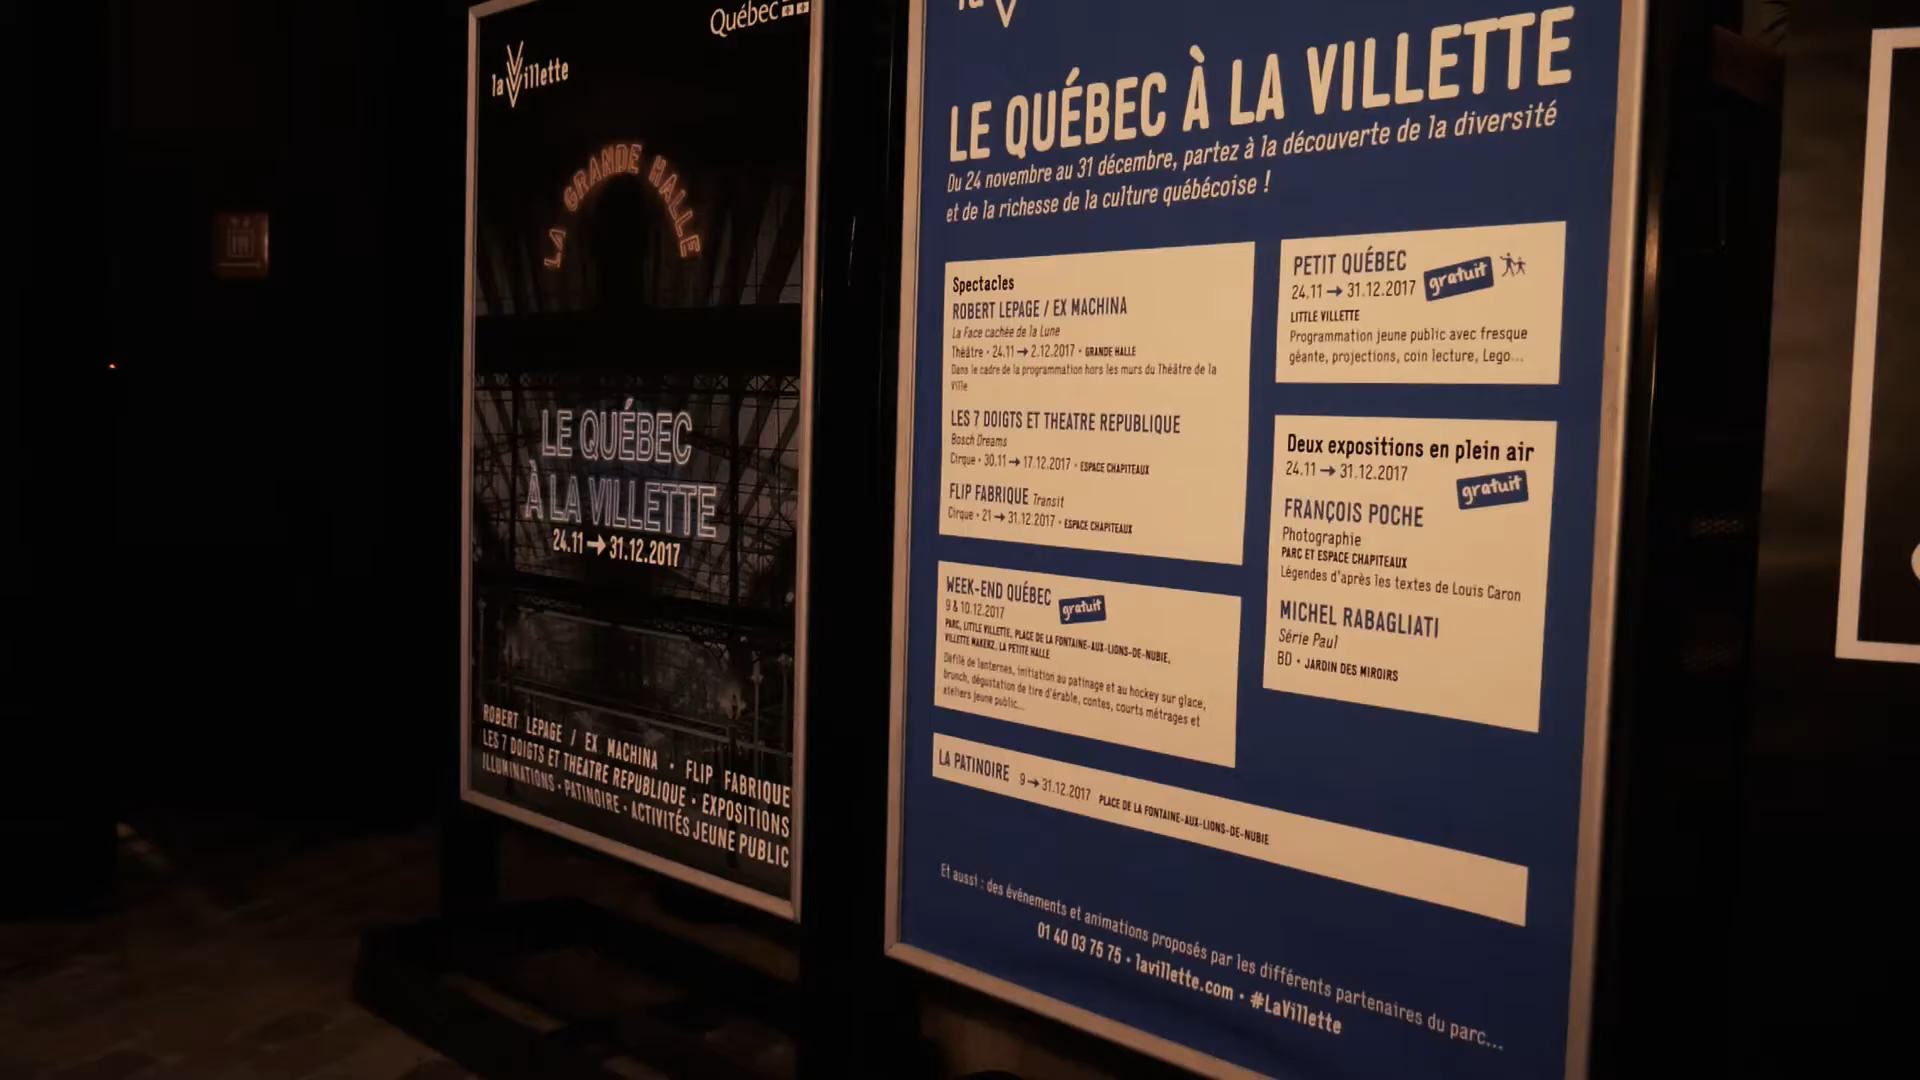 Québec
la Villette
LA GRANDE HALLE
LE QUÉBEC
À LA VILLETTE
24.11 → 31.12.2017
ROBERT LEPAGE / EX MACHINA • FLIP FABRIQUE
LES 7 DOIGTS ET THEATRE REPUBLIQUE • EXPOSITIONS
ILLUMINATIONS • PATINOIRE • ACTIVITÉS JEUNE PUBLIC
la V
LE QUÉBEC À LA VILLETTE
Du 24 novembre au 31 décembre, partez à la découverte de la diversité
et de la richesse de la culture québécoise !
Spectacles
ROBERT LEPAGE / EX MACHINA
La Face cachée de la Lune
Théâtre • 24.11 → 2.12.2017 • GRANDE HALLE
Dans le cadre de la programmation hors les murs du Théâtre de la
Ville
LES 7 DOIGTS ET THEATRE REPUBLIQUE
Bosch Dreams
Cirque • 30.11 → 17.12.2017 • ESPACE CHAPITEAUX
FLIP FABRIQUE Transit
Cirque • 21 → 31.12.2017 • ESPACE CHAPITEAUX
WEEK-END QUÉBEC gratuit
9 & 10.12.2017
PARC, LITTLE VILLETTE, PLACE DE LA FONTAINE-AUX-LIONS-DE-NUBIE,
VILLETTE MAKERZ, LA PETITE HALLE
Défilé de lanternes, initiation au patinage et au hockey sur glace,
brunch, dégustation de tire d'érable, contes, courts métrages et
ateliers jeune public...
PETIT QUÉBEC
24.11 → 31.12.2017 gratuit
LITTLE VILLETTE
Programmation jeune public avec fresque
géante, projections, coin lecture, Lego...
Deux expositions en plein air
24.11 → 31.12.2017
gratuit
FRANÇOIS POCHE
Photographie
PARC ET ESPACE CHAPITEAUX
Légendes d'après les textes de Louis Caron
MICHEL RABAGLIATI
Série Paul
BD • JARDIN DES MIROIRS
LA PATINOIRE 9 → 31.12.2017 PLACE DE LA FONTAINE-AUX-LIONS-DE-NUBIE
Et aussi : des événements et animations proposés par les différents partenaires du parc...
01 40 03 75 75 • lavillette.com • #LaVillette